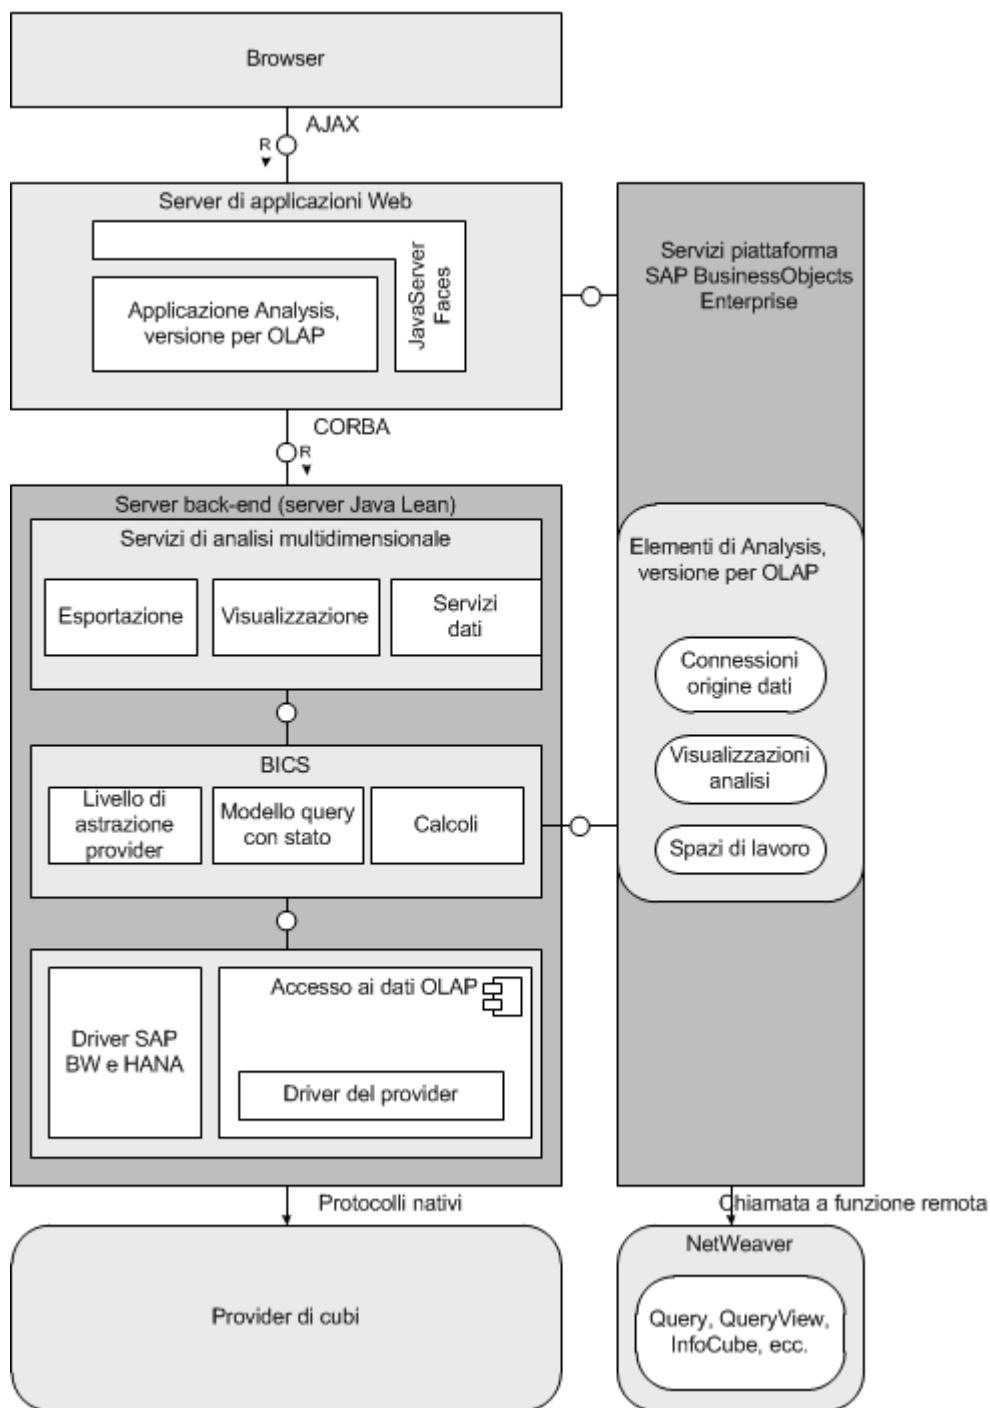 Browser
AJAX
R
Server di applicazioni Web
JavaServer
Faces
Applicazione Analysis,
versione per OLAP
Servizi piattaforma
SAP BusinessObjects
Enterprise
CORBA
R
Server back-end (server Java Lean)
Servizi di analisi multidimensionale
Esportazione
Visualizzazione
Servizi
dati
Elementi di Analysis,
versione per OLAP
Connessioni
origine dati
Visualizzazioni
analisi
Spazi di lavoro
BICS
Livello di
astrazione
provider
Modello query
con stato
Calcoli
Driver SAP
BW e HANA
Accesso ai dati OLAP
Driver del provider
Protocolli nativi
Chiamata a funzione remota
Provider di cubi
NetWeaver
Query, QueryView,
InfoCube, ecc.